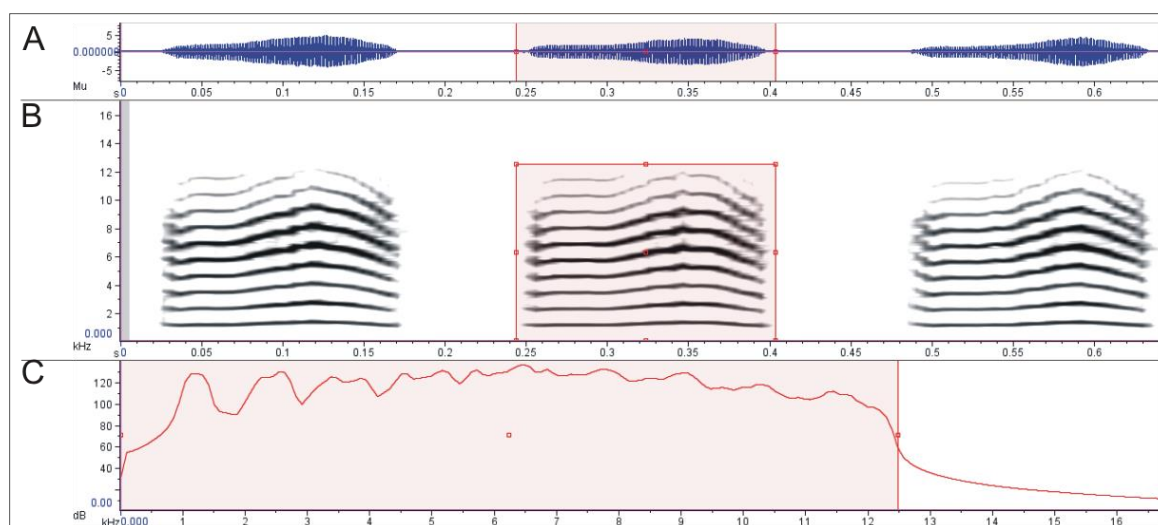 A
5
0.000000
-5
Mu
s 0.05 0.1 0.15 0.2 0.25 0.3 0.35 0.4 0.45 0.5 0.55 0.6
B
16
14
12
10
8
6
4
2
0.000
kHz
s 0 0.05 0.1 0.15 0.2 0.25 0.3 0.35 0.4 0.45 0.5 0.55 0.6
C
120
100
80
60
40
0.00
dB
kHz 0.000 1 2 3 4 5 6 7 8 9 10 11 12 13 14 15 16